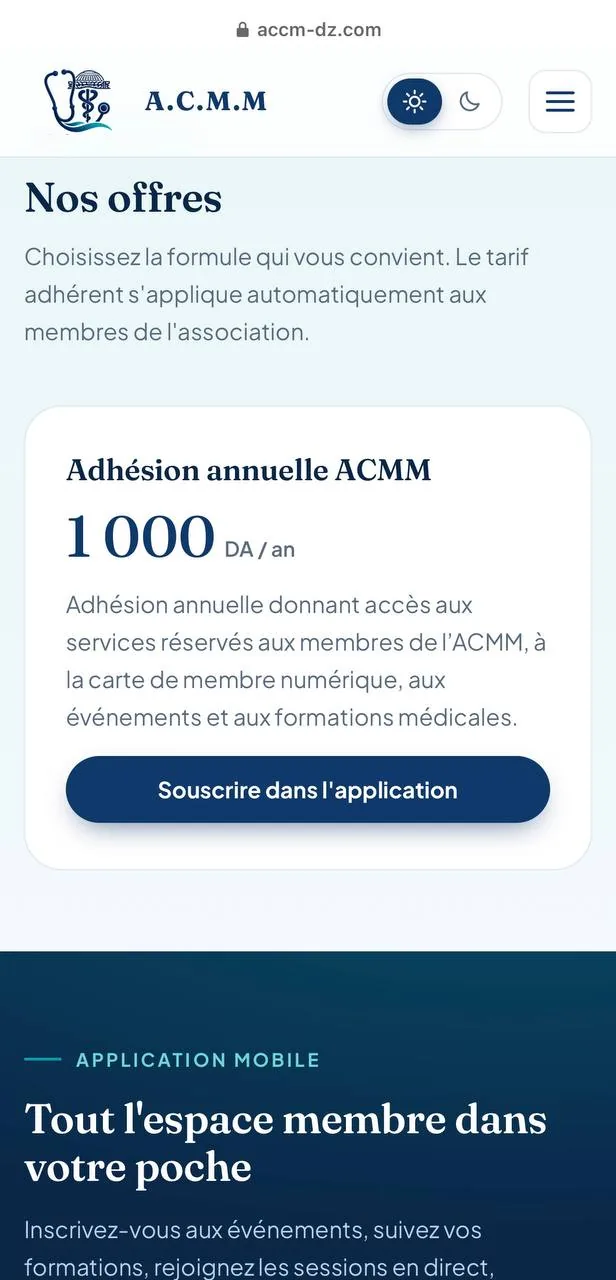 accm-dz.com
A.C.M.M
Nos offres
Choisissez la formule qui vous convient. Le tarif
adhérent s'applique automatiquement aux
membres de l'association.
Adhésion annuelle ACMM
1 000 DA / an
Adhésion annuelle donnant accès aux
services réservés aux membres de l’ACMM, à
la carte de membre numérique, aux
événements et aux formations médicales.
Souscrire dans l'application
APPLICATION MOBILE
Tout l'espace membre dans
votre poche
Inscrivez-vous aux événements, suivez vos
formations, rejoignez les sessions en direct,